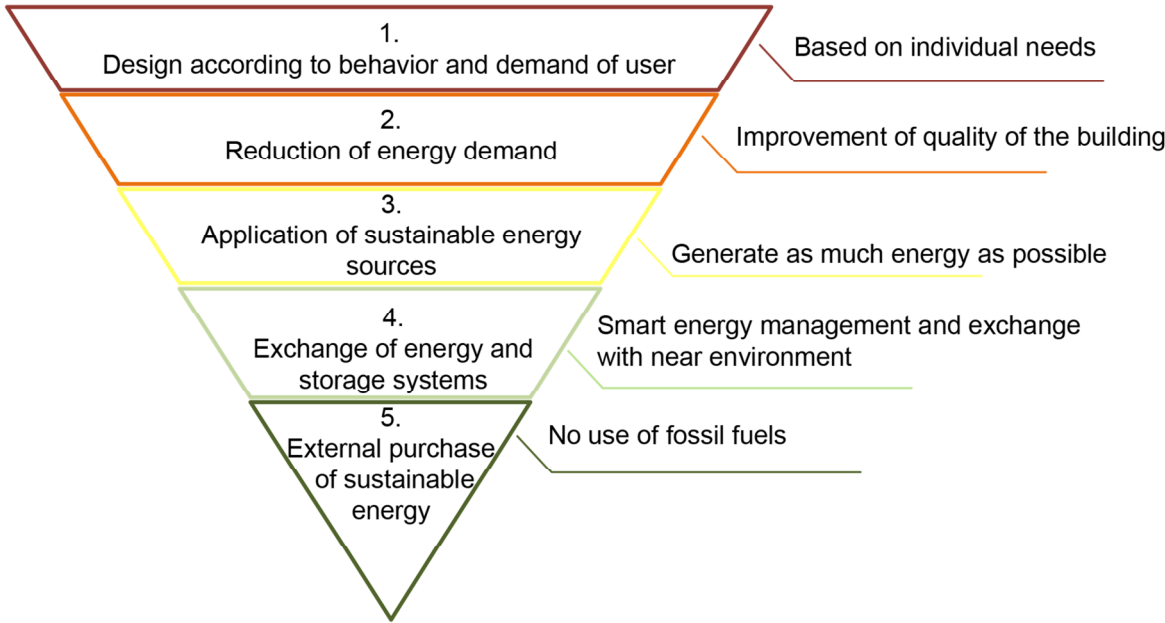 1.
Design according to behavior and demand of user
Based on individual needs
2.
Reduction of energy demand
Improvement of quality of the building
3.
Application of sustainable energy
sources
Generate as much energy as possible
4.
Exchange of energy and
storage systems
Smart energy management and exchange
with near environment
5.
External purchase
of sustainable
energy
No use of fossil fuels